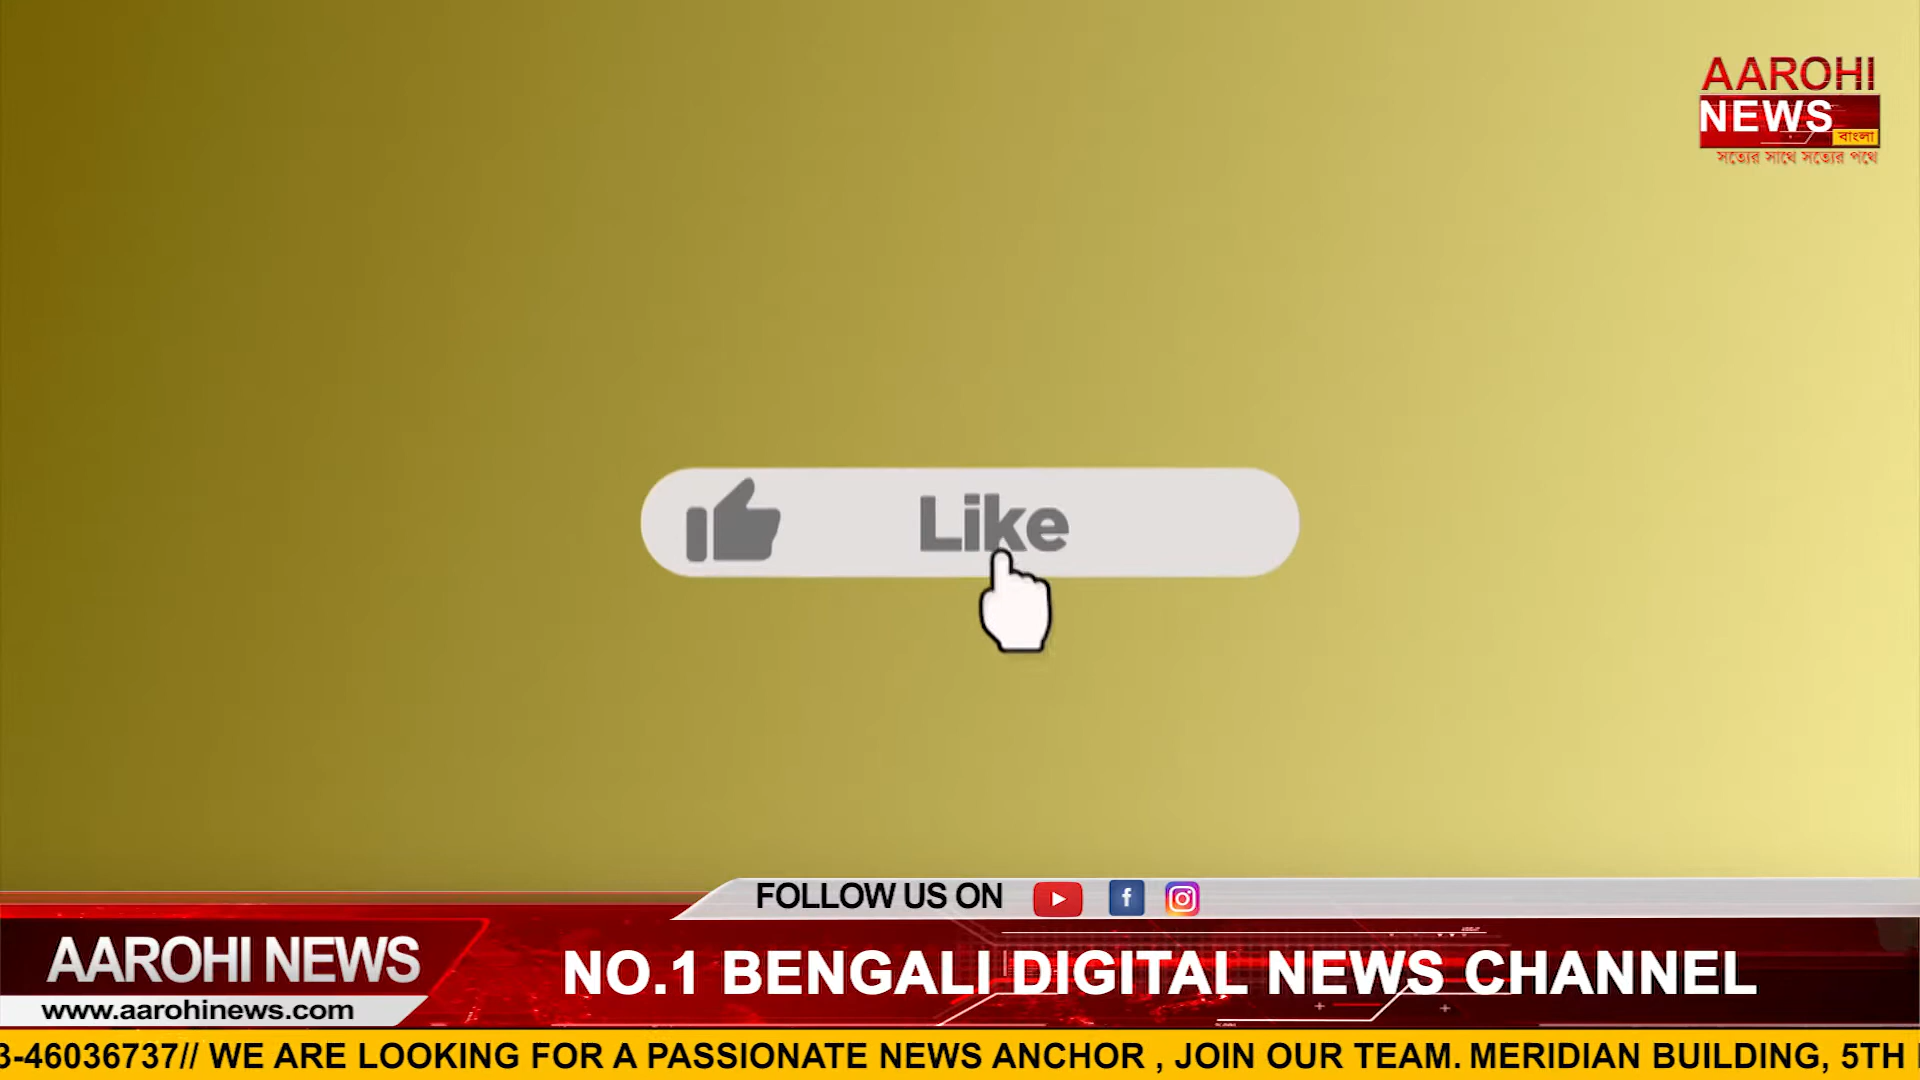 AAROHI
NEWS
বাংলা
সত্যের সাথে সত্যের পথে
Like
FOLLOW US ON
AAROHI NEWS
www.aarohinews.com
NO.1 BENGALI DIGITAL NEWS CHANNEL
3-46036737// WE ARE LOOKING FOR A PASSIONATE NEWS ANCHOR , JOIN OUR TEAM. MERIDIAN BUILDING, 5TH